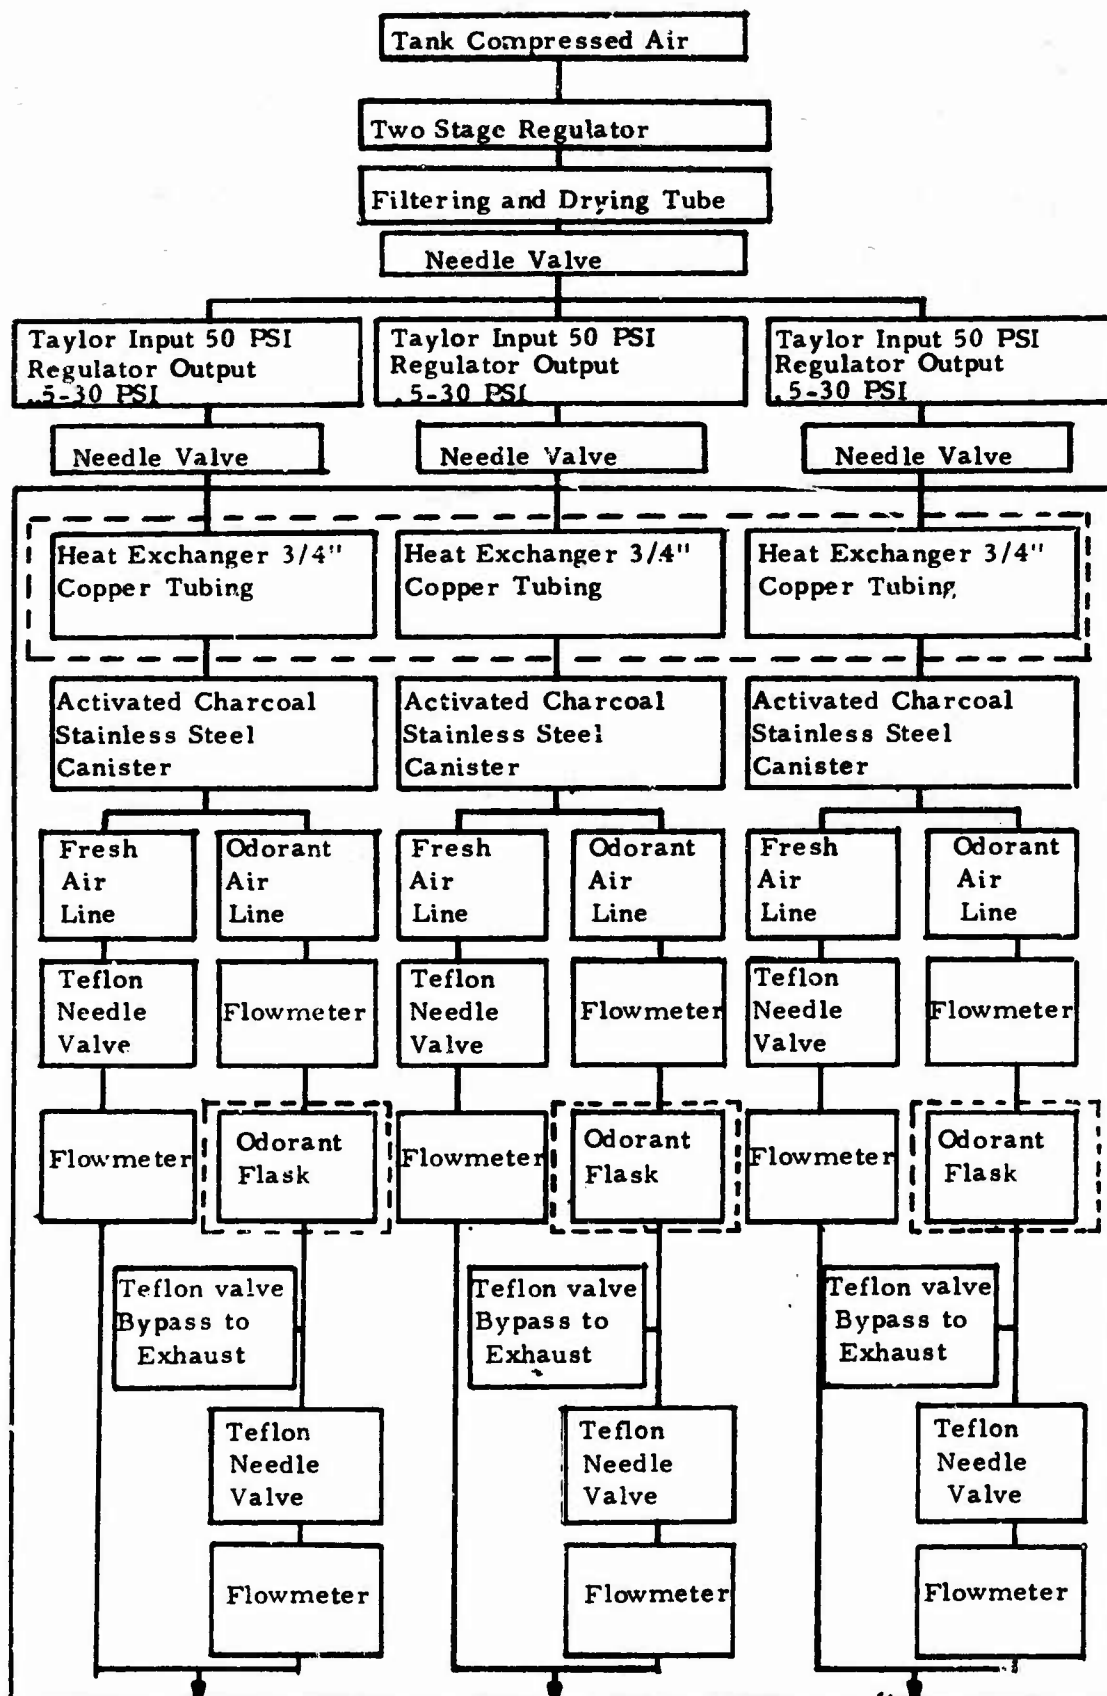 Tank Compressed Air
Two Stage Regulator
Filtering and Drying Tube
Needle Valve
Taylor Input 50 PSI
Regulator Output
.5-30 PSI
Taylor Input 50 PSI
Regulator Output
.5-30 PSI
Taylor Input 50 PSI
Regulator Output
.5-30 PSI
Needle Valve
Needle Valve
Needle Valve
Heat Exchanger 3/4"
Copper Tubing
Heat Exchanger 3/4"
Copper Tubing
Heat Exchanger 3/4"
Copper Tubing
Activated Charcoal
Stainless Steel
Canister
Activated Charcoal
Stainless Steel
Canister
Activated Charcoal
Stainless Steel
Canister
Fresh
Air
Line
Odorant
Air
Line
Fresh
Air
Line
Odorant
Air
Line
Fresh
Air
Line
Odorant
Air
Line
Teflon
Needle
Valve
Flowmeter
Teflon
Needle
Valve
Flowmeter
Teflon
Needle
Valve
Flowmeter
Flowmeter
Odorant
Flask
Flowmeter
Odorant
Flask
Flowmeter
Odorant
Flask
Teflon valve
Bypass to
Exhaust
Teflon valve
Bypass to
Exhaust
Teflon valve
Bypass to
Exhaust
Teflon
Needle
Valve
Teflon
Needle
Valve
Teflon
Needle
Valve
Flowmeter
Flowmeter
Flowmeter